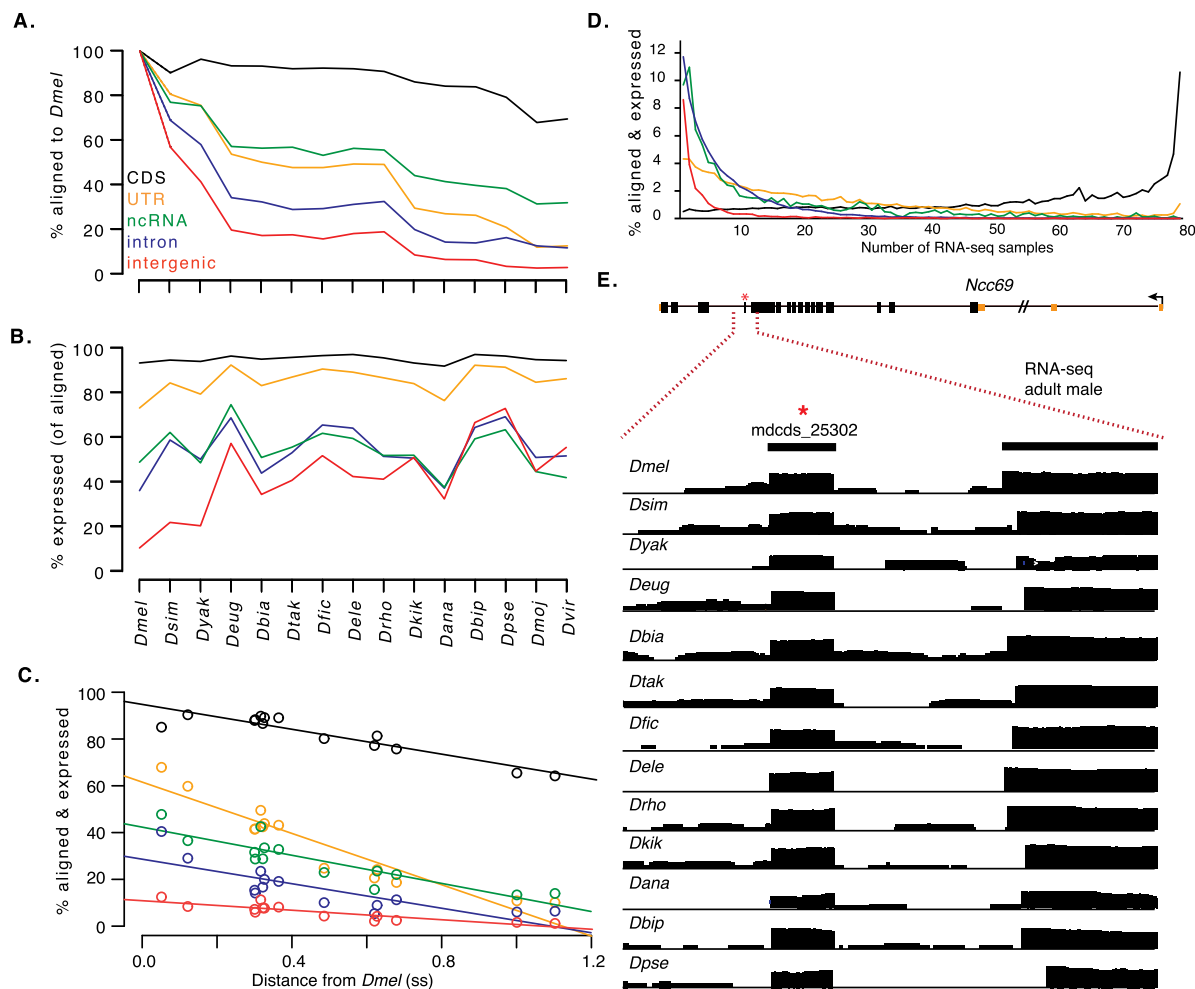 A.
% aligned to Dmel
100
80
60
40
20
0
CDS
UTR
ncRNA
intron
intergenic
B.
% expressed (of aligned)
100
80
60
40
20
0
Dmel
Dsim
Dyak
Deug
Dbia
Dtak
Dfic
Dele
Drho
Dkik
Dana
Dbip
Dpse
Dmoj
Dvir
C.
% aligned & expressed
100
80
60
40
20
0
0.0
0.4
0.8
1.2
Distance from Dmel (ss)
D.
% aligned & expressed
12
10
8
6
4
2
0
10
20
30
40
50
60
70
80
Number of RNA-seq samples
E.
Ncc69
*
//
RNA-seq
adult male
*
mdcds_25302
Dmel
Dsim
Dyak
Deug
Dbia
Dtak
Dfic
Dele
Drho
Dkik
Dana
Dbip
Dpse